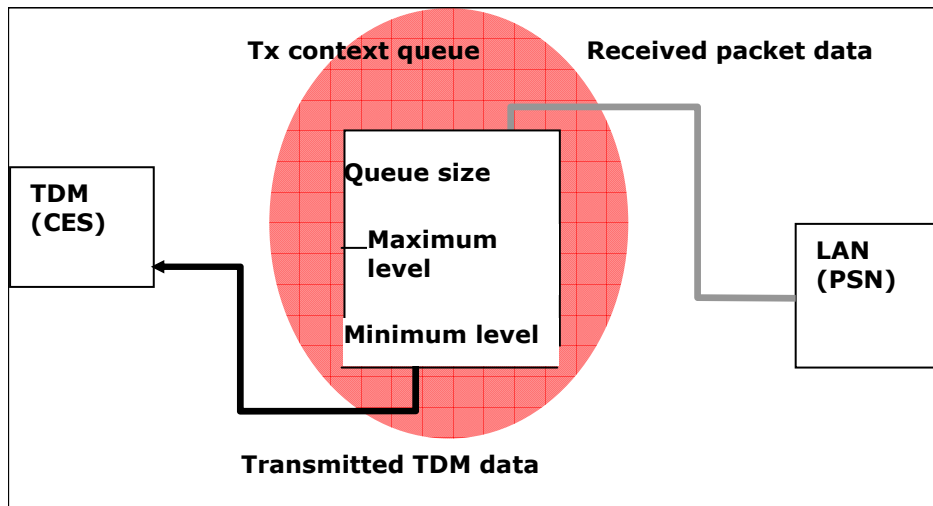 Tx context queue
Received packet data
Queue size
TDM
(CES)
Maximum
level
LAN
(PSN)
Minimum level
Transmitted TDM data